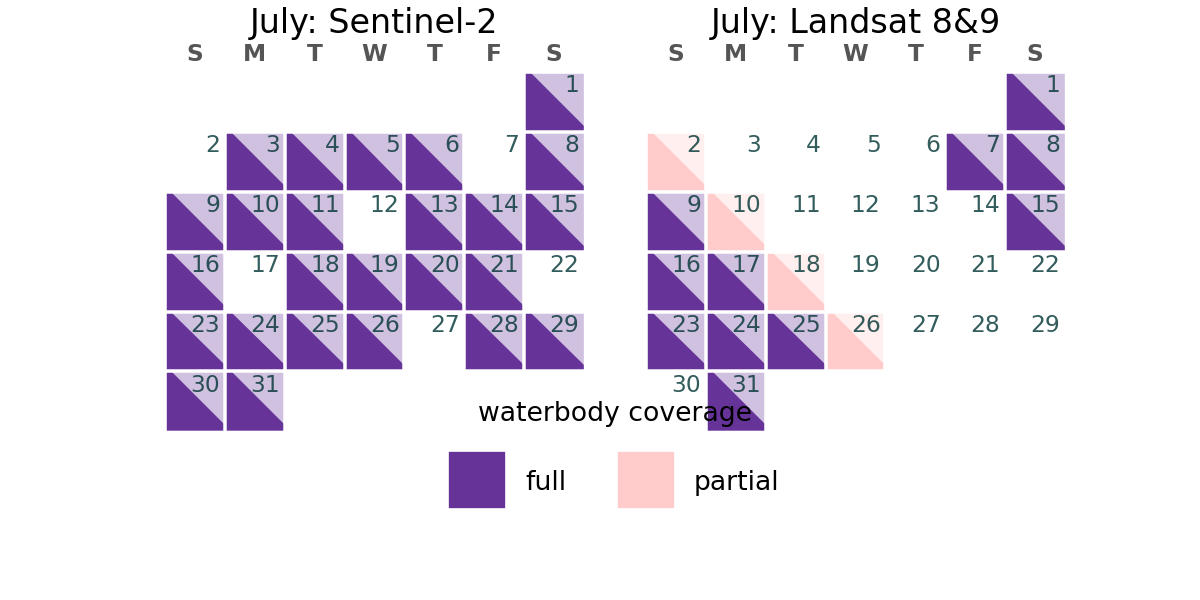 July: Sentinel-2
S M T W T F S
1
2 3 4 5 6 7 8
9 10 11 12 13 14 15
16 17 18 19 20 21 22
23 24 25 26 27 28 29
30 31
July: Landsat 8&9
S M T W T F S
1
2 3 4 5 6 7 8
9 10 11 12 13 14 15
16 17 18 19 20 21 22
23 24 25 26 27 28 29
30 31
waterbody coverage
full partial